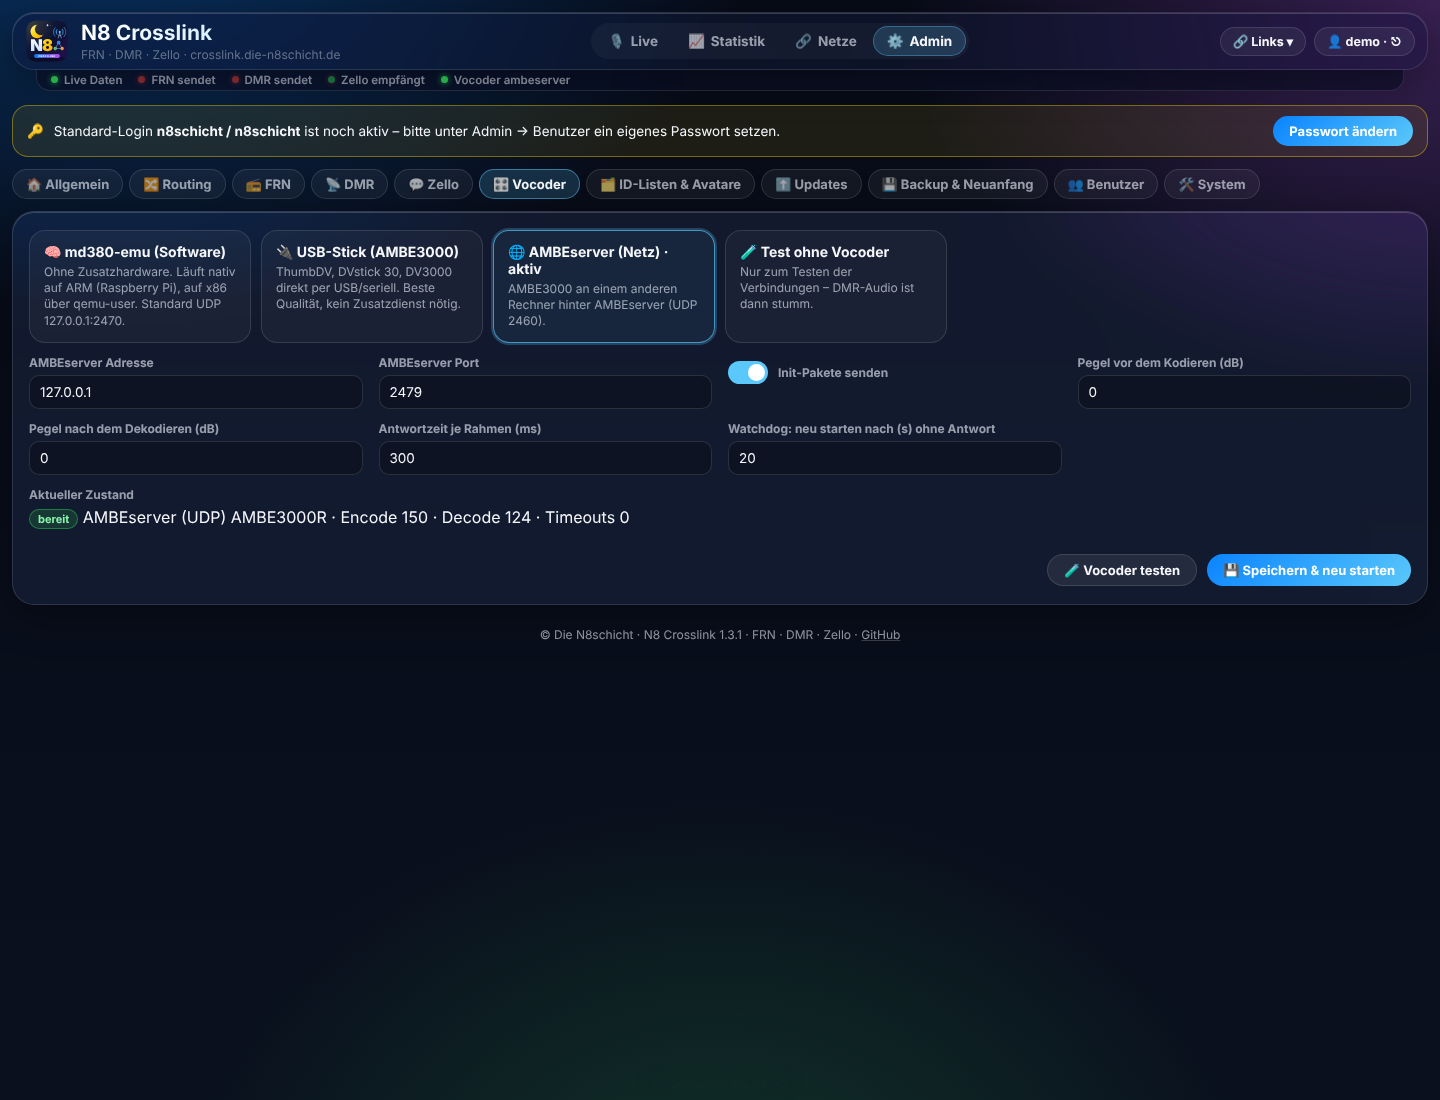 N8 Crosslink
FRN · DMR · Zello · crosslink.die-n8schicht.de
Live
Statistik
Netze
Admin
Links ▾
demo ·
Live Daten
FRN sendet
DMR sendet
Zello empfängt
Vocoder ambeserver
Standard-Login n8schicht / n8schicht ist noch aktiv – bitte unter Admin → Benutzer ein eigenes Passwort setzen.
Passwort ändern
Allgemein
Routing
FRN
DMR
Zello
Vocoder
ID-Listen & Avatare
Updates
Backup & Neuanfang
Benutzer
System
md380-emu (Software)
Ohne Zusatzhardware. Läuft nativ
auf ARM (Raspberry Pi), auf x86
über qemu-user. Standard UDP
127.0.0.1:2470.
USB-Stick (AMBE3000)
ThumbDV, DVstick 30, DV3000
direkt per USB/seriell. Beste
Qualität, kein Zusatzdienst nötig.
AMBEserver (Netz) ·
aktiv
AMBE3000 an einem anderen
Rechner hinter AMBEserver (UDP
2460).
Test ohne Vocoder
Nur zum Testen der
Verbindungen – DMR-Audio ist
dann stumm.
AMBEserver Adresse
127.0.0.1
AMBEserver Port
2479
Init-Pakete senden
Pegel vor dem Kodieren (dB)
0
Pegel nach dem Dekodieren (dB)
0
Antwortzeit je Rahmen (ms)
300
Watchdog: neu starten nach (s) ohne Antwort
20
Aktueller Zustand
bereit AMBEserver (UDP) AMBE3000R · Encode 150 · Decode 124 · Timeouts 0
Vocoder testen
Speichern & neu starten
© Die N8schicht · N8 Crosslink 1.3.1 · FRN · DMR · Zello · GitHub